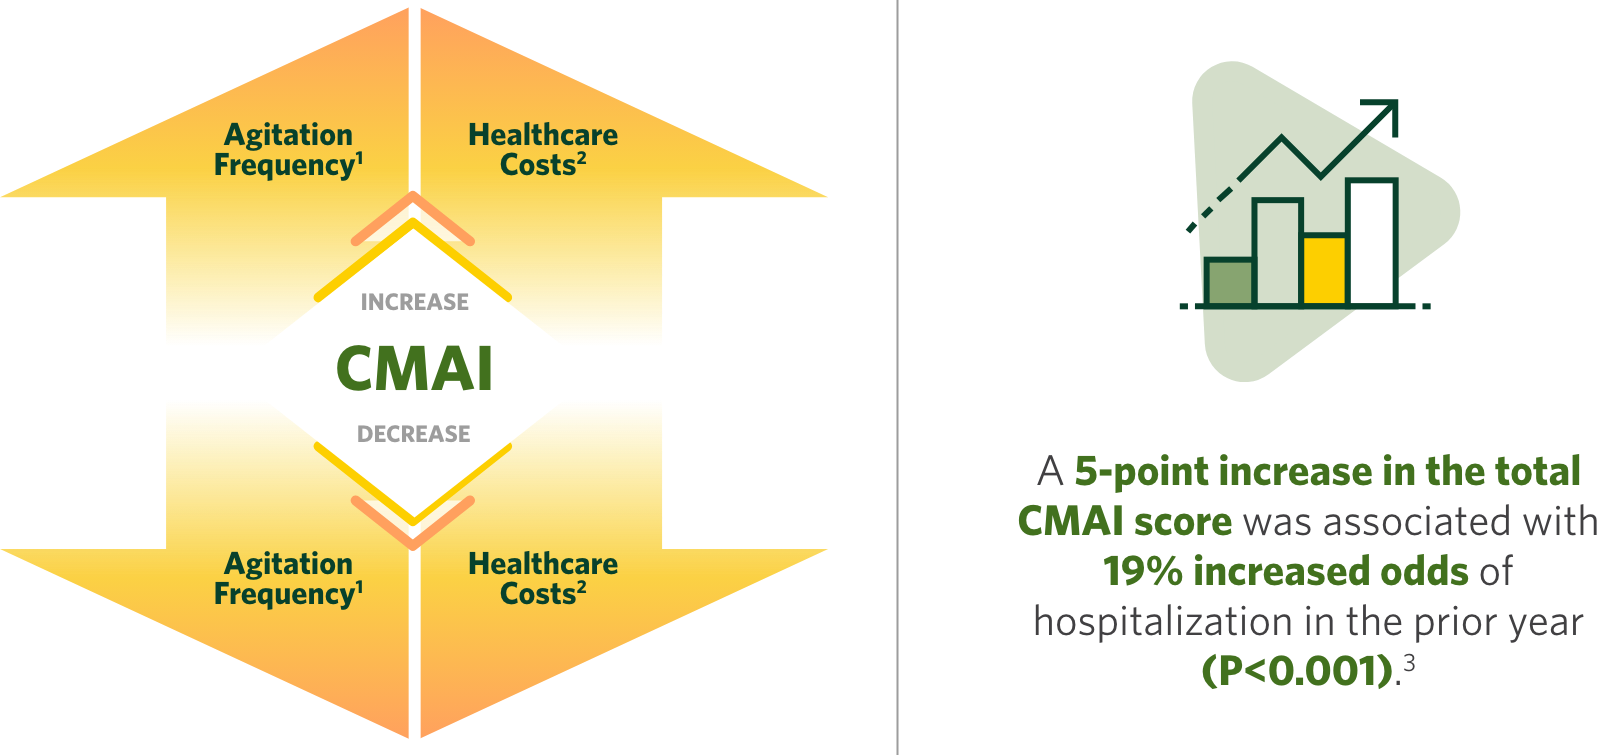 Agitation
Frequency¹
Healthcare
Costs²
INCREASE
CMAI
DECREASE
Agitation
Frequency¹
Healthcare
Costs²
A 5-point increase in the total
CMAI score was associated with
19% increased odds of
hospitalization in the prior year
(P<0.001).³